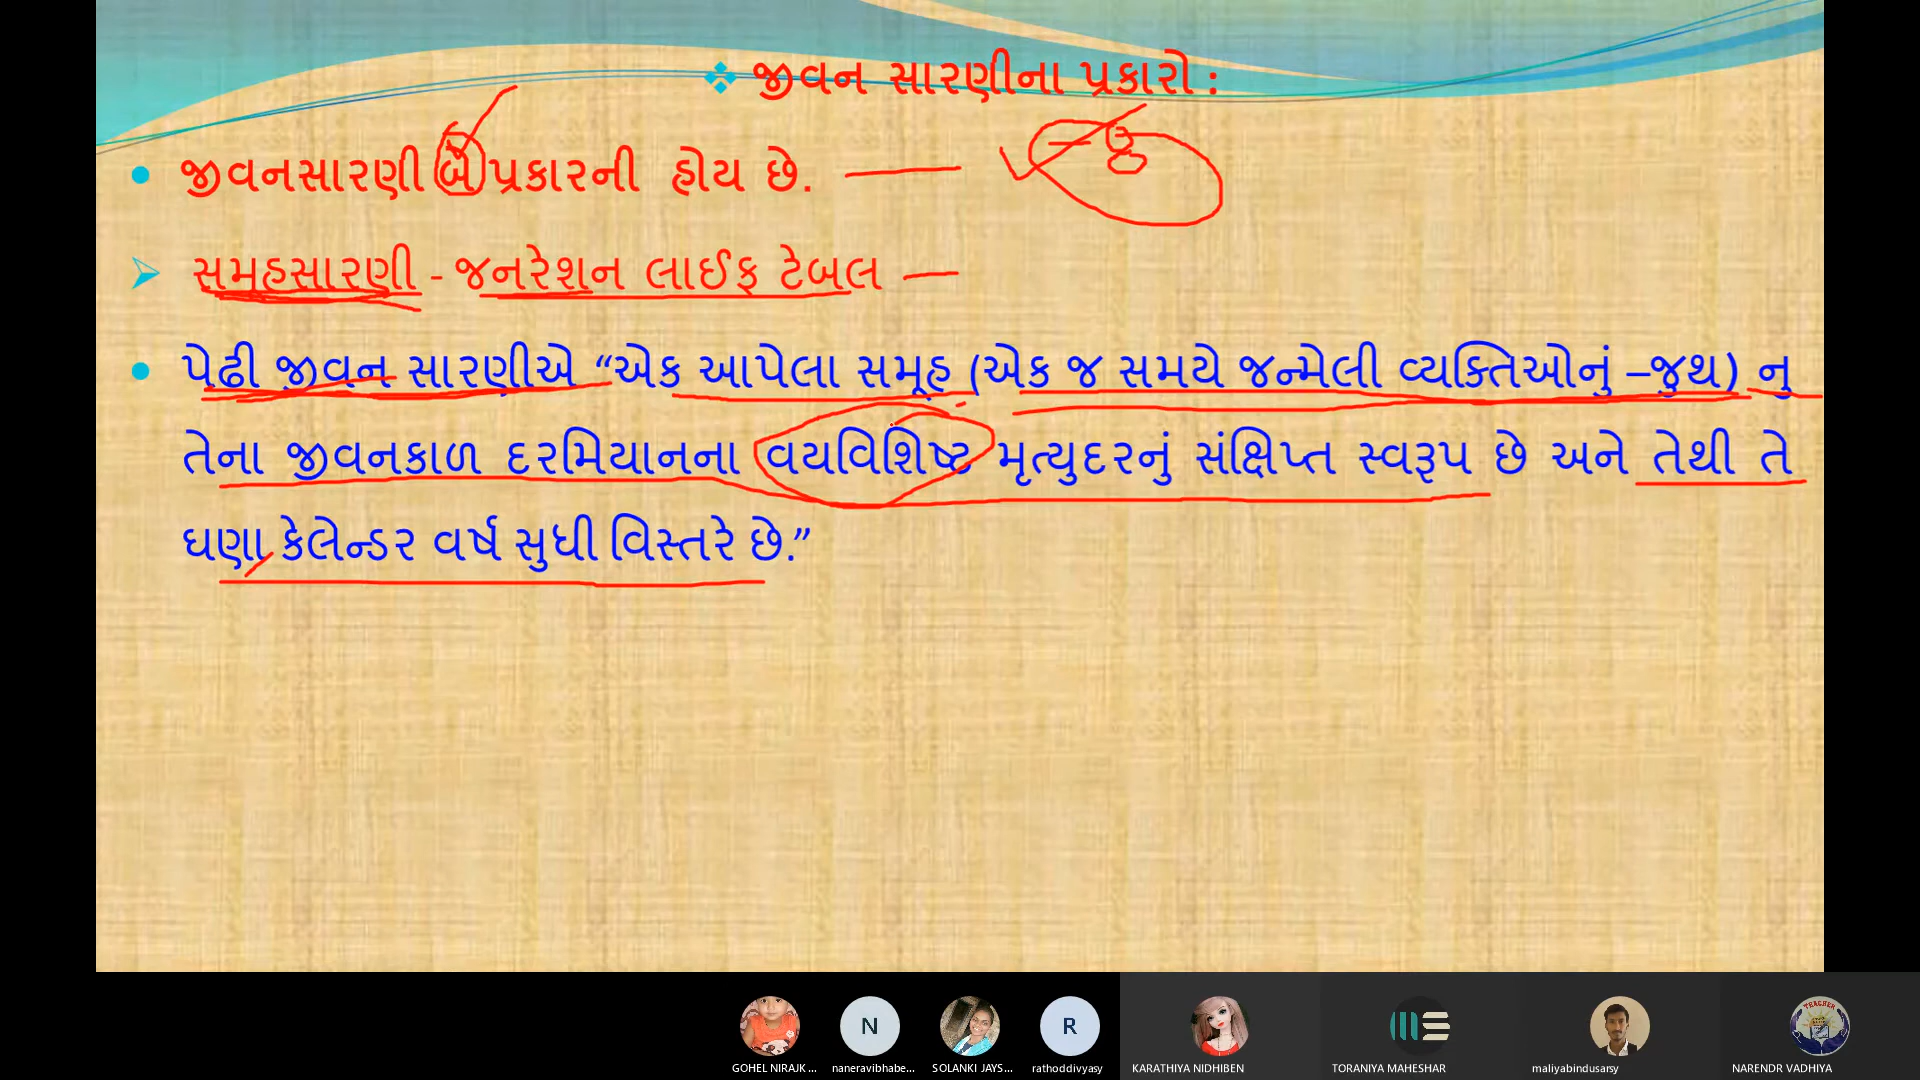 ❖ જીવન સારણીના પ્રકારો :
• જીવનસારણી બે પ્રકારની હોય છે.
➢ સમૂહસારણી - જનરેશન લાઈફ ટેબલ
• પેઢી જીવન સારણીએ “એક આપેલા સમૂહ (એક જ સમયે જન્મેલી વ્યક્તિઓનું –જુથ) નુ
તેના જીવનકાળ દરમિયાનના વયવિશિષ્ટ મૃત્યુદરનું સંક્ષિપ્ત સ્વરૂપ છે અને તેથી તે
ઘણા કેલેન્ડર વર્ષ સુધી વિસ્તરે છે.”
N R
GOHEL NIRAJK... naneravibhabe... SOLANKI JAYS... rathoddivyasy KARATHIYA NIDHIBEN TORANIYA MAHESHAR maliyabindusarsy NARENDR VADHIYA